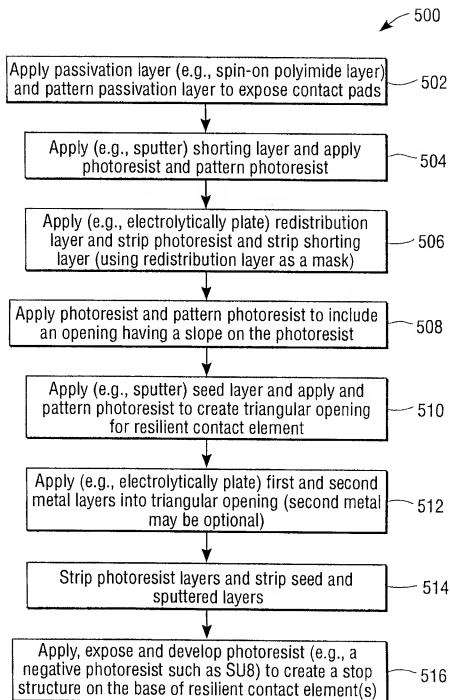 500
Apply passivation layer (e.g., spin-on polyimide layer)
and pattern passivation layer to expose contact pads
502
Apply (e.g., sputter) shorting layer and apply
photoresist and pattern photoresist
504
Apply (e.g., electrolytically plate) redistribution
layer and strip photoresist and strip shorting
layer (using redistribution layer as a mask)
506
Apply photoresist and pattern photoresist to include
an opening having a slope on the photoresist
508
Apply (e.g., sputter) seed layer and apply and
pattern photoresist to create triangular opening
for resilient contact element
510
Apply (e.g., electrolytically plate) first and second
metal layers into triangular opening (second metal
may be optional)
512
Strip photoresist layers and strip seed and
sputtered layers
514
Apply, expose and develop photoresist (e.g., a
negative photoresist such as SU8) to create a stop
structure on the base of resilient contact element(s)
516